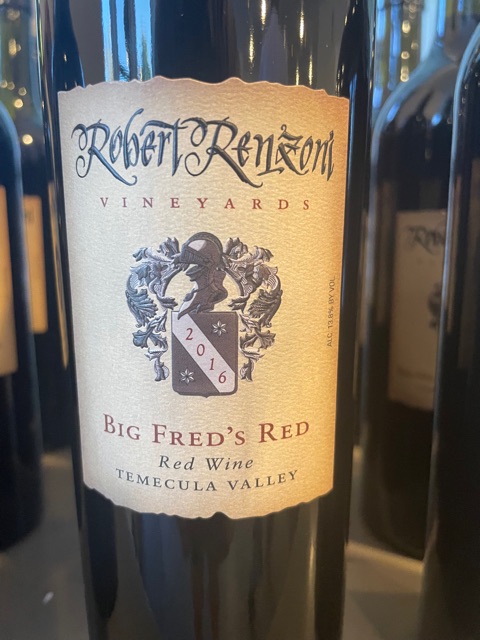 Robert Renzoni
VINEYARDS
2016
BIG FRED'S RED
Red Wine
TEMECULA VALLEY
ALC. 13.8% BY VOL